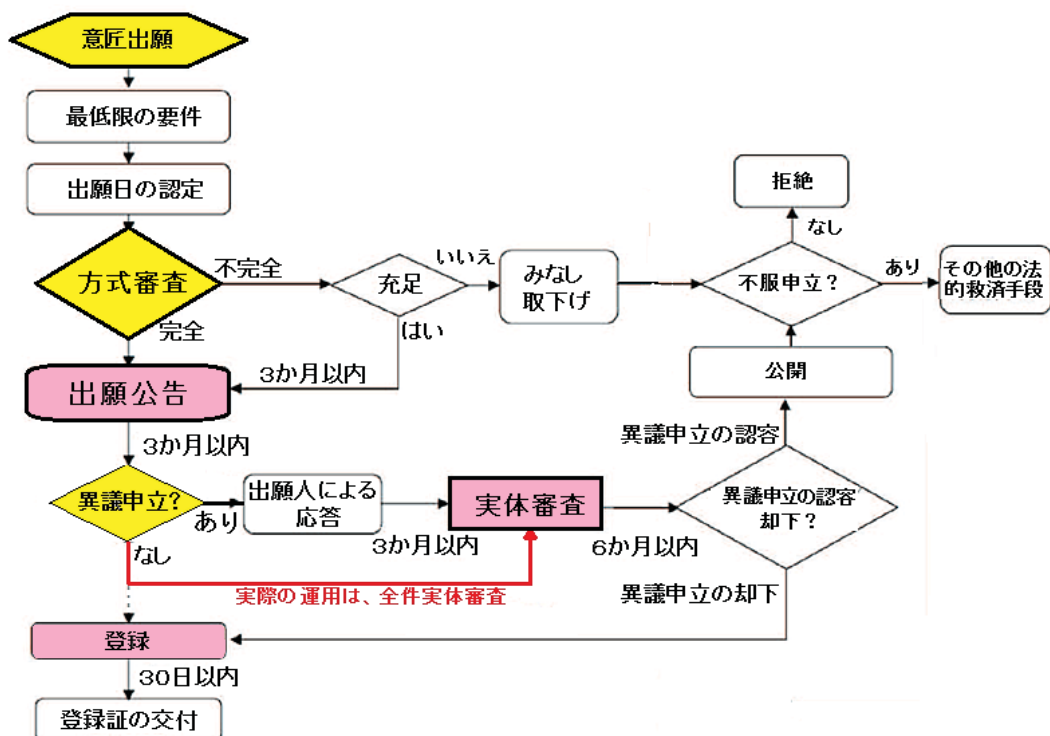 意匠出願
最低限の要件
出願日の認定
拒絶
なし
方式審査
不完全
充足
いいえ
みなし
取下げ
不服申立?
あり
その他の法
的救済手段
はい
完全
3か月以内
出願公告
公開
3か月以内
異議申立の認容
異議申立?
あり
出願人による
応答
3か月以内
実体審査
6か月以内
異議申立の認容
却下?
なし
実際の運用は、全件実体審査
異議申立の却下
登録
30日以内
登録証の交付